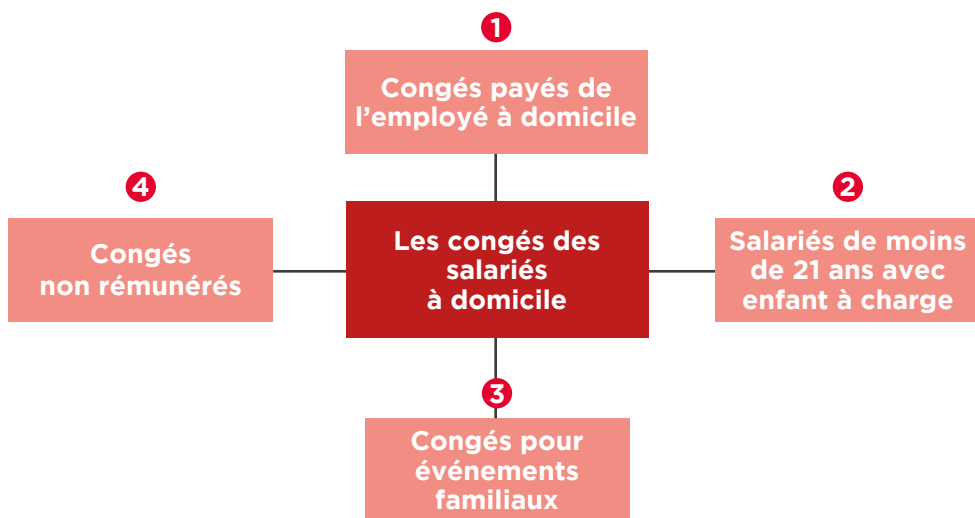 1
Congés payés de
l’employé à domicile
4
Congés
non rémunérés
Les congés des
salariés
à domicile
2
Salariés de moins
de 21 ans avec
enfant à charge
3
Congés pour
événements
familiaux